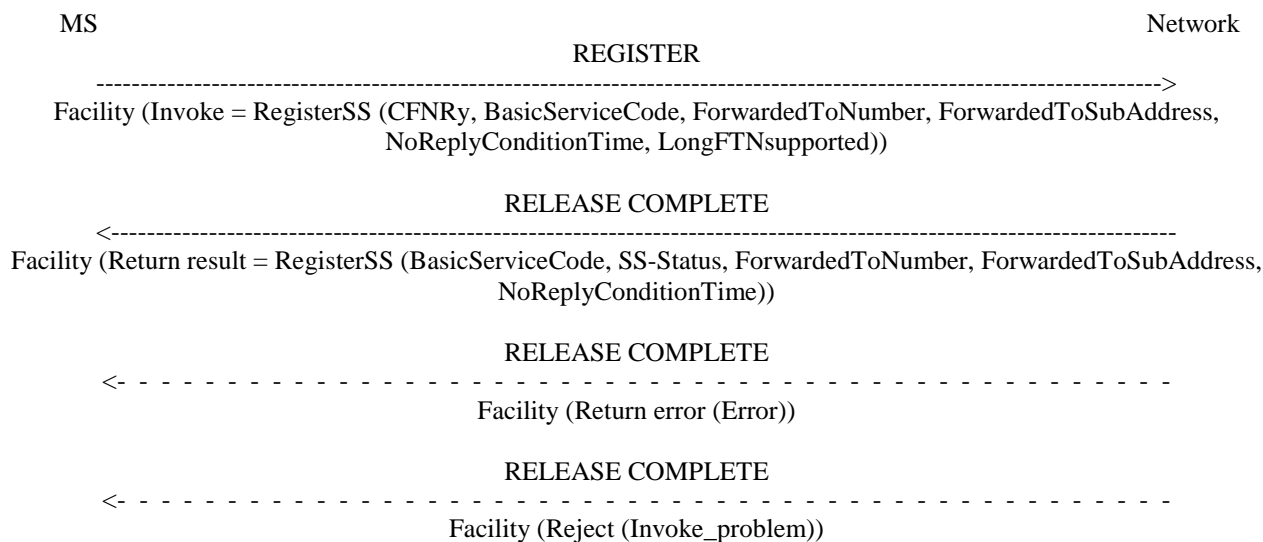 MS Network
REGISTER
------------------------------------------------------------------------------------------------------------------------>
Facility (Invoke = RegisterSS (CFNRy, BasicServiceCode, ForwardedToNumber, ForwardedToSubAddress,
NoReplyConditionTime, LongFTNsupported))
RELEASE COMPLETE
<------------------------------------------------------------------------------------------------------------------------
Facility (Return result = RegisterSS (BasicServiceCode, SS-Status, ForwardedToNumber, ForwardedToSubAddress,
NoReplyConditionTime))
RELEASE COMPLETE
<- - - - - - - - - - - - - - - - - - - - - - - - - - - - - - - - - - - - - - - - - - - - - - - - -
Facility (Return error (Error))
RELEASE COMPLETE
<- - - - - - - - - - - - - - - - - - - - - - - - - - - - - - - - - - - - - - - - - - - - - - - - -
Facility (Reject (Invoke_problem))